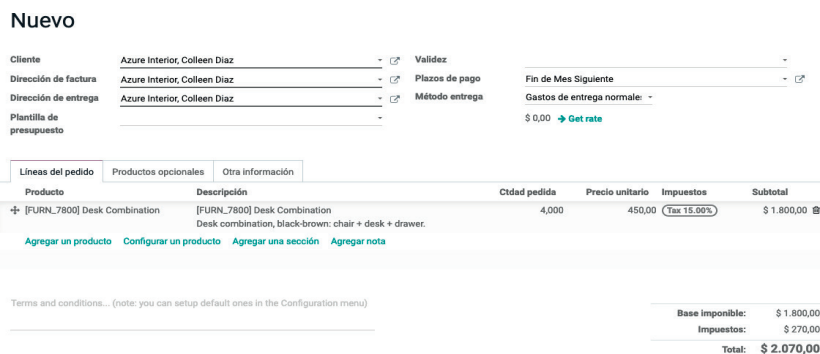 Nuevo
Cliente Azure Interior, Colleen Diaz Validez
Dirección de factura Azure Interior, Colleen Diaz Plazos de pago Fin de Mes Siguiente
Dirección de entrega Azure Interior, Colleen Diaz Método entrega Gastos de entrega normale
Plantilla de presupuesto $ 0,00 Get rate
Líneas del pedido Productos opcionales Otra información
Producto Descripción Ctdad pedida Precio unitario Impuestos Subtotal
[FURN_7800] Desk Combination [FURN_7800] Desk Combination 4,000 450,00 Tax 15.00% $ 1.800,00
Desk combination, black-brown: chair + desk + drawer.
Agregar un producto Configurar un producto Agregar una sección Agregar nota
Terms and conditions... (note: you can setup default ones in the Configuration menu)
Base imponible: $ 1.800,00
Impuestos: $ 270,00
Total: $ 2.070,00